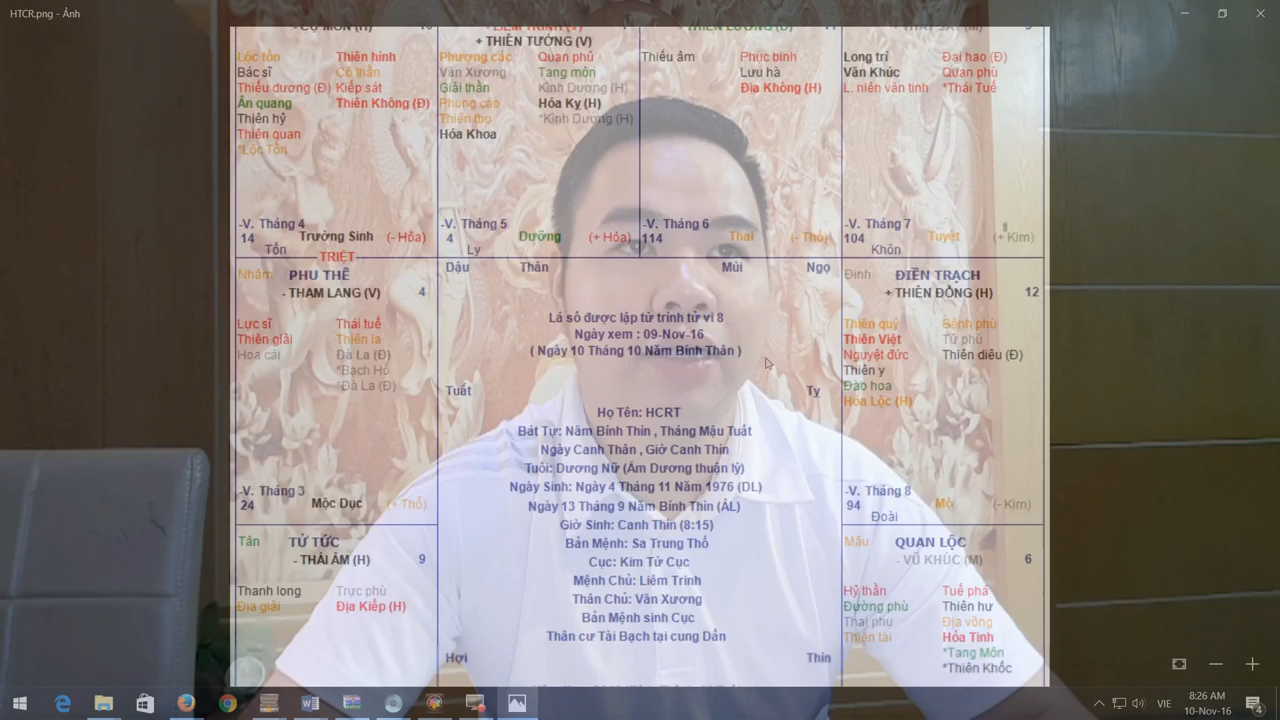 HTCR.png - Ảnh
+ THIÊN TƯỚNG (V)
Lộc tồn
Thiên hình
Bác sĩ
Cô thần
Thiếu dương (Đ)
Kiếp sát
Ân quang
Thiên Không (Đ)
Thiên hỷ
Thiên quan
*Lộc Tồn
-V. Tháng 4
14
Trường Sinh
(- Hỏa)
Tốn
Phượng các
Quan phủ
Văn Xương
Tang môn
Giải thần
Kình Dương (H)
Phong cáo
Hóa Kỵ (H)
Thiên thọ
*Kình Dương (H)
Hóa Khoa
-V. Tháng 5
4
Dưỡng
(+ Hỏa)
Ly
Thiếu âm
Phục binh
Lưu hà
Địa Không (H)
-V. Tháng 6
114
Thai
(- Thổ)
Long trì
Đại hao (Đ)
Văn Khúc
Quan phù
L. niên văn tinh
*Thái Tuế
-V. Tháng 7
104
Tuyệt
(+ Kim)
Khôn
TRIỆT
Nhâm
PHU THÊ
- THAM LANG (V)
4
Lực sĩ
Thái tuế
Thiên giải
Thiên la
Hoa cái
Đà La (Đ)
*Bạch Hổ
*Đà La (Đ)
-V. Tháng 3
24
Mộc Dục
(+ Thổ)
Dậu
Thân
Mùi
Ngọ
Lá số được lập từ trình tử vi 8
Ngày xem : 09-Nov-16
( Ngày 10 Tháng 10 Năm Bính Thân )
Tuất
Tỵ
Họ Tên: HCRT
Bát Tự: Năm Bính Thìn , Tháng Mậu Tuất
Ngày Canh Thân , Giờ Canh Thìn
Tuổi: Dương Nữ (Âm Dương thuận lý)
Ngày Sinh: Ngày 4 Tháng 11 Năm 1976 (DL)
Ngày 13 Tháng 9 Năm Bính Thìn (ÂL)
Giờ Sinh: Canh Thìn (8:15)
Bản Mệnh: Sa Trung Thổ
Cục: Kim Tứ Cục
Mệnh Chủ: Liêm Trinh
Thân Chủ: Văn Xương
Bản Mệnh sinh Cục
Thân cư Tài Bạch tại cung Dần
Hợi
Thìn
Đinh
ĐIỀN TRẠCH
+ THIÊN ĐỒNG (H)
12
Thiên quý
Bệnh phù
Thiên Việt
Tử phù
Nguyệt đức
Thiên diêu (Đ)
Thiên y
Đào hoa
Hóa Lộc (H)
-V. Tháng 8
94
Mộ
(- Kim)
Đoài
Tân
TỬ TỨC
- THÁI ÂM (H)
9
Thanh long
Trực phù
Địa giải
Địa Kiếp (H)
Mậu
QUAN LỘC
- VŨ KHÚC (M)
6
Hỷ thần
Tuế phá
Đường phù
Thiên hư
Thai phụ
Địa võng
Thiên tài
Hỏa Tinh
*Tang Môn
*Thiên Khốc
VIE
8:26 AM
10-Nov-16
4